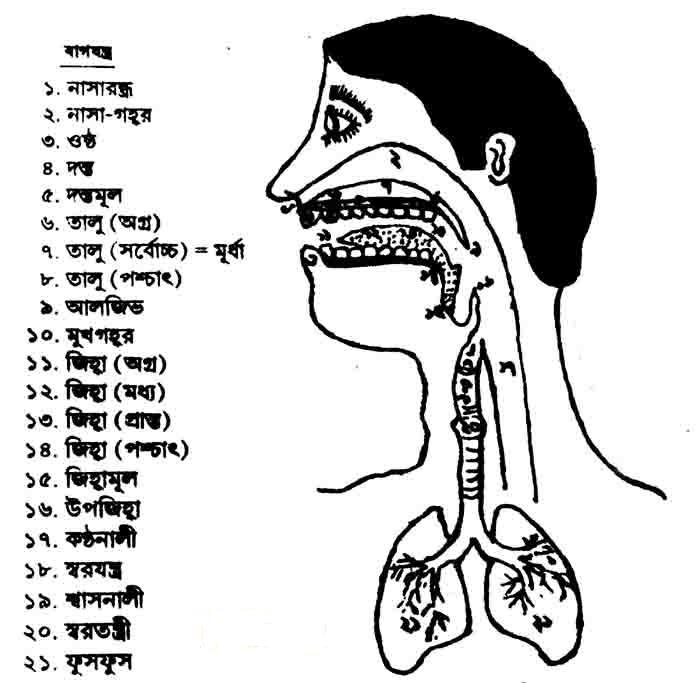 বাগযন্ত্র
১. নাসারন্ধ্র
২. নাসা-গহ্বর
৩. ওষ্ঠ
৪. দন্ত
৫. দন্তমূল
৬. তালু (অগ্র)
৭. তালু (সর্বোচ্চ) = মূর্ধা
৮. তালু (পশ্চাৎ)
৯. আলজিভ
১০. মুখগহ্বর
১১. জিহ্বা (অগ্র)
১২. জিহ্বা (মধ্য)
১৩. জিহ্বা (প্রান্ত)
১৪. জিহ্বা (পশ্চাৎ)
১৫. জিহ্বামূল
১৬. উপজিহ্বা
১৭. কণ্ঠনালী
১৮. স্বরযন্ত্র
১৯. শ্বাসনালী
২০. স্বরতন্ত্রী
২১. ফুসফুস
২
৭